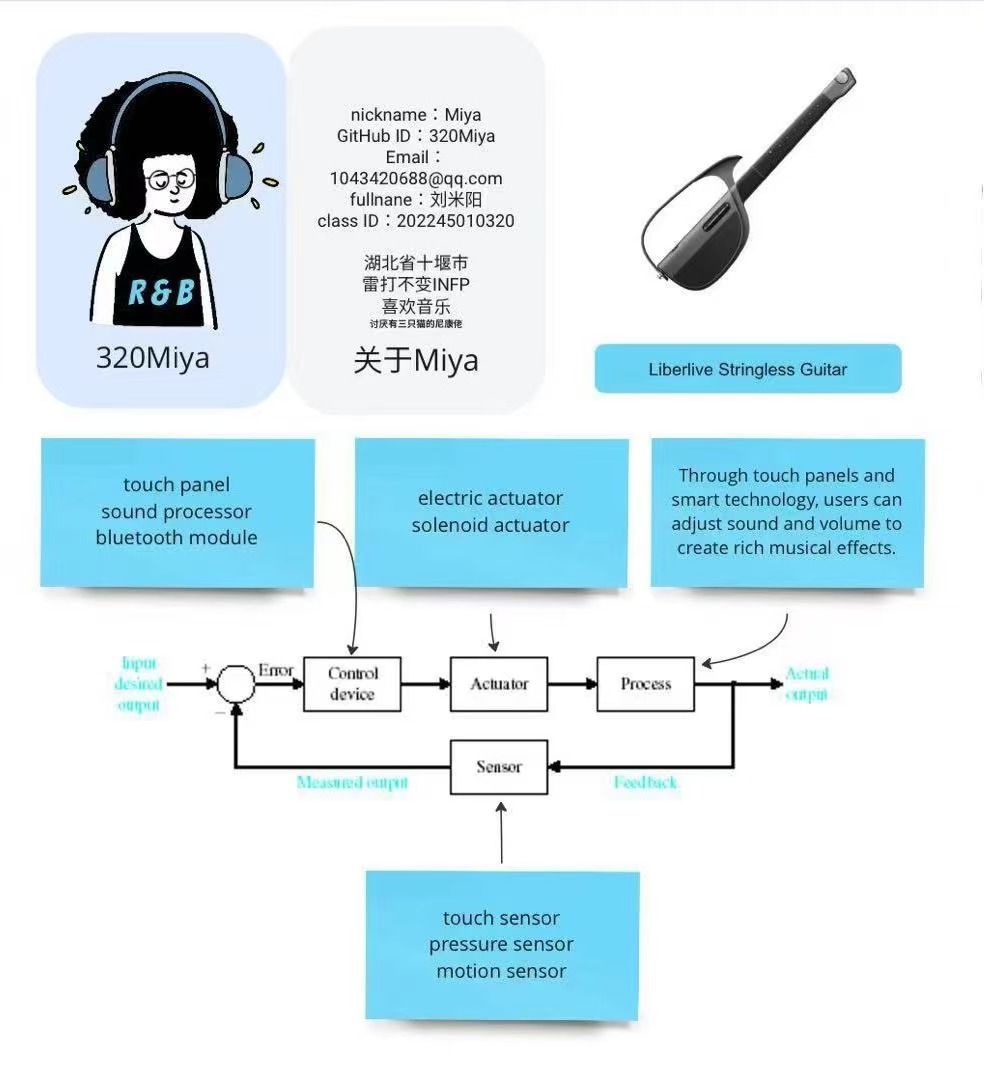 R&B
320Miya
nickname：Miya
GitHub ID：320Miya
Email：
1043420688@qq.com
fullnane：刘米阳
class ID：202245010320
湖北省十堰市
雷打不变INFP
喜欢音乐
讨厌有三只猫的尼康佬
关于Miya
Liberlive Stringless Guitar
touch panel
sound processor
bluetooth module
electric actuator
solenoid actuator
Through touch panels and
smart technology, users can
adjust sound and volume to
create rich musical effects.
Input
desired
output
+
−
Error
Control
device
Actuator
Process
Actual
output
Sensor
Measured output
Feedback
touch sensor
pressure sensor
motion sensor